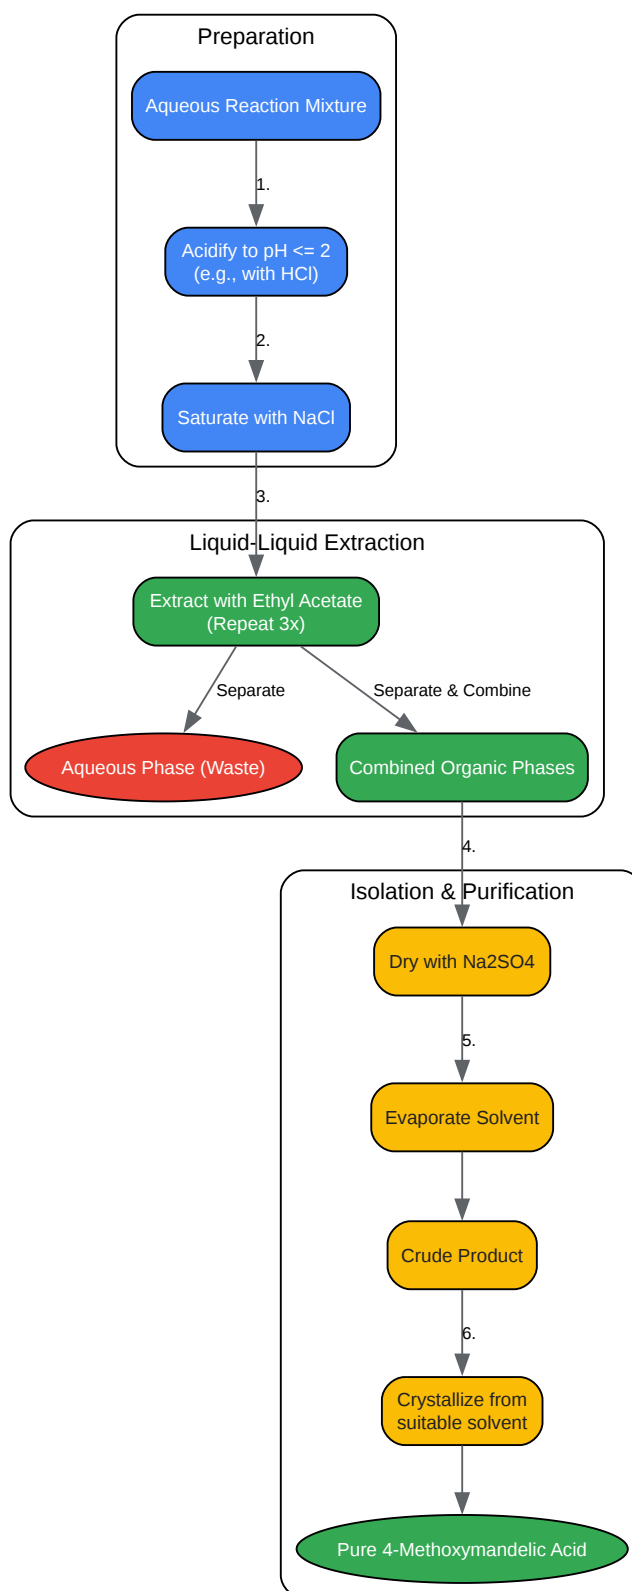 Preparation
Aqueous Reaction Mixture
1.
Acidify to pH <= 2
(e.g., with HCl)
2.
Saturate with NaCl
3.
Liquid-Liquid Extraction
Extract with Ethyl Acetate
(Repeat 3x)
Separate
Separate & Combine
Aqueous Phase (Waste)
Combined Organic Phases
4.
Isolation & Purification
Dry with Na2SO4
5.
Evaporate Solvent
Crude Product
6.
Crystallize from
suitable solvent
Pure 4-Methoxymandelic Acid